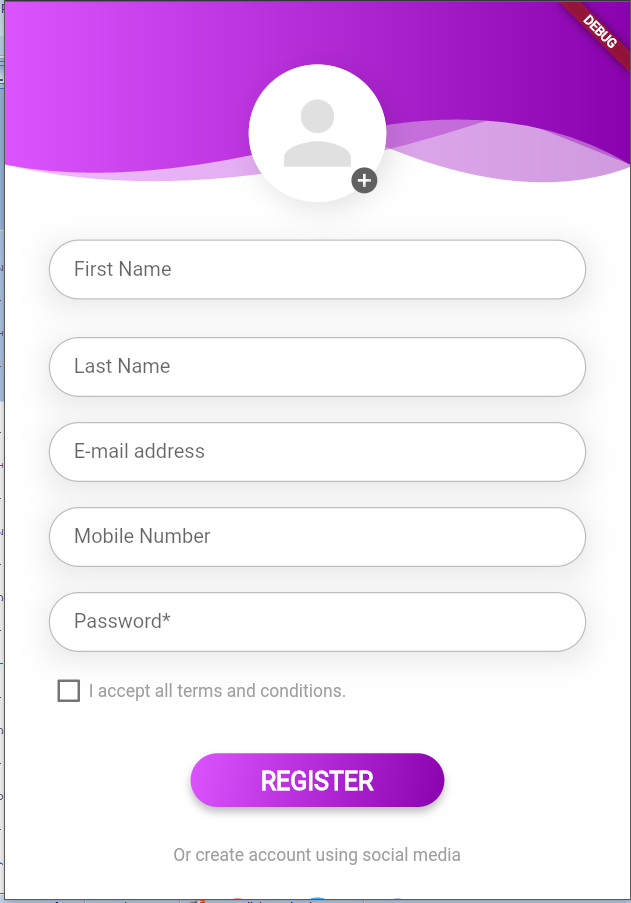 DEBUG
First Name
Last Name
E-mail address
Mobile Number
Password*
I accept all terms and conditions.
REGISTER
Or create account using social media